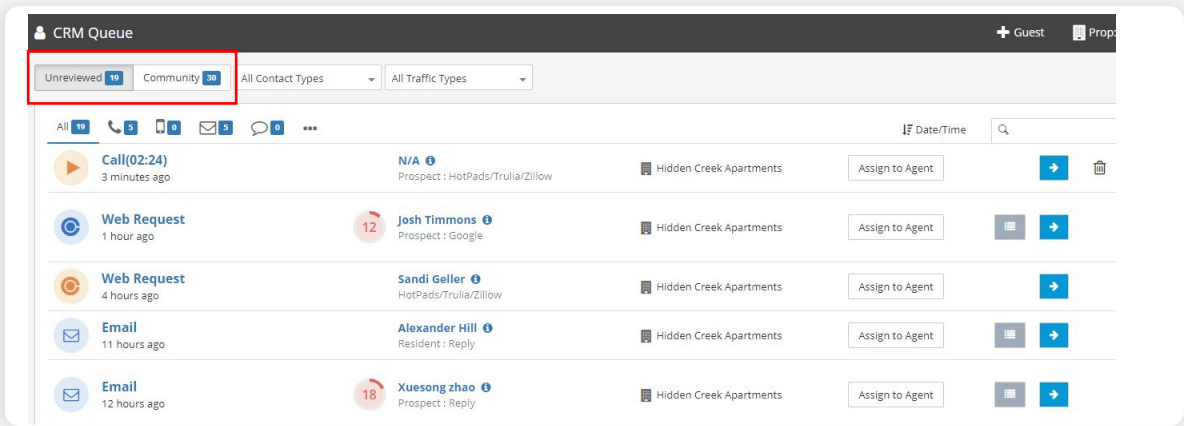 CRM Queue Guest Prop:
Unreviewed 19 Community 30 All Contact Types All Traffic Types
All 19 5 0 5 0 Date/Time
Call(02:24) N/A Hidden Creek Apartments Assign to Agent
3 minutes ago Prospect : HotPads/Trulia/Zillow
Web Request 12 Josh Timmons Hidden Creek Apartments Assign to Agent
1 hour ago Prospect : Google
Web Request Sandi Geller Hidden Creek Apartments Assign to Agent
4 hours ago HotPads/Trulia/Zillow
Email Alexander Hill Hidden Creek Apartments Assign to Agent
11 hours ago Resident : Reply
Email 18 Xuesong zhao Hidden Creek Apartments Assign to Agent
12 hours ago Prospect : Reply